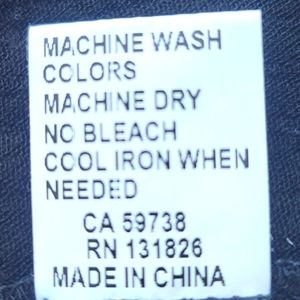 MACHINE WASH
COLORS
MACHINE DRY
NO BLEACH
COOL IRON WHEN
NEEDED
CA 59738
RN 131826
MADE IN CHINA